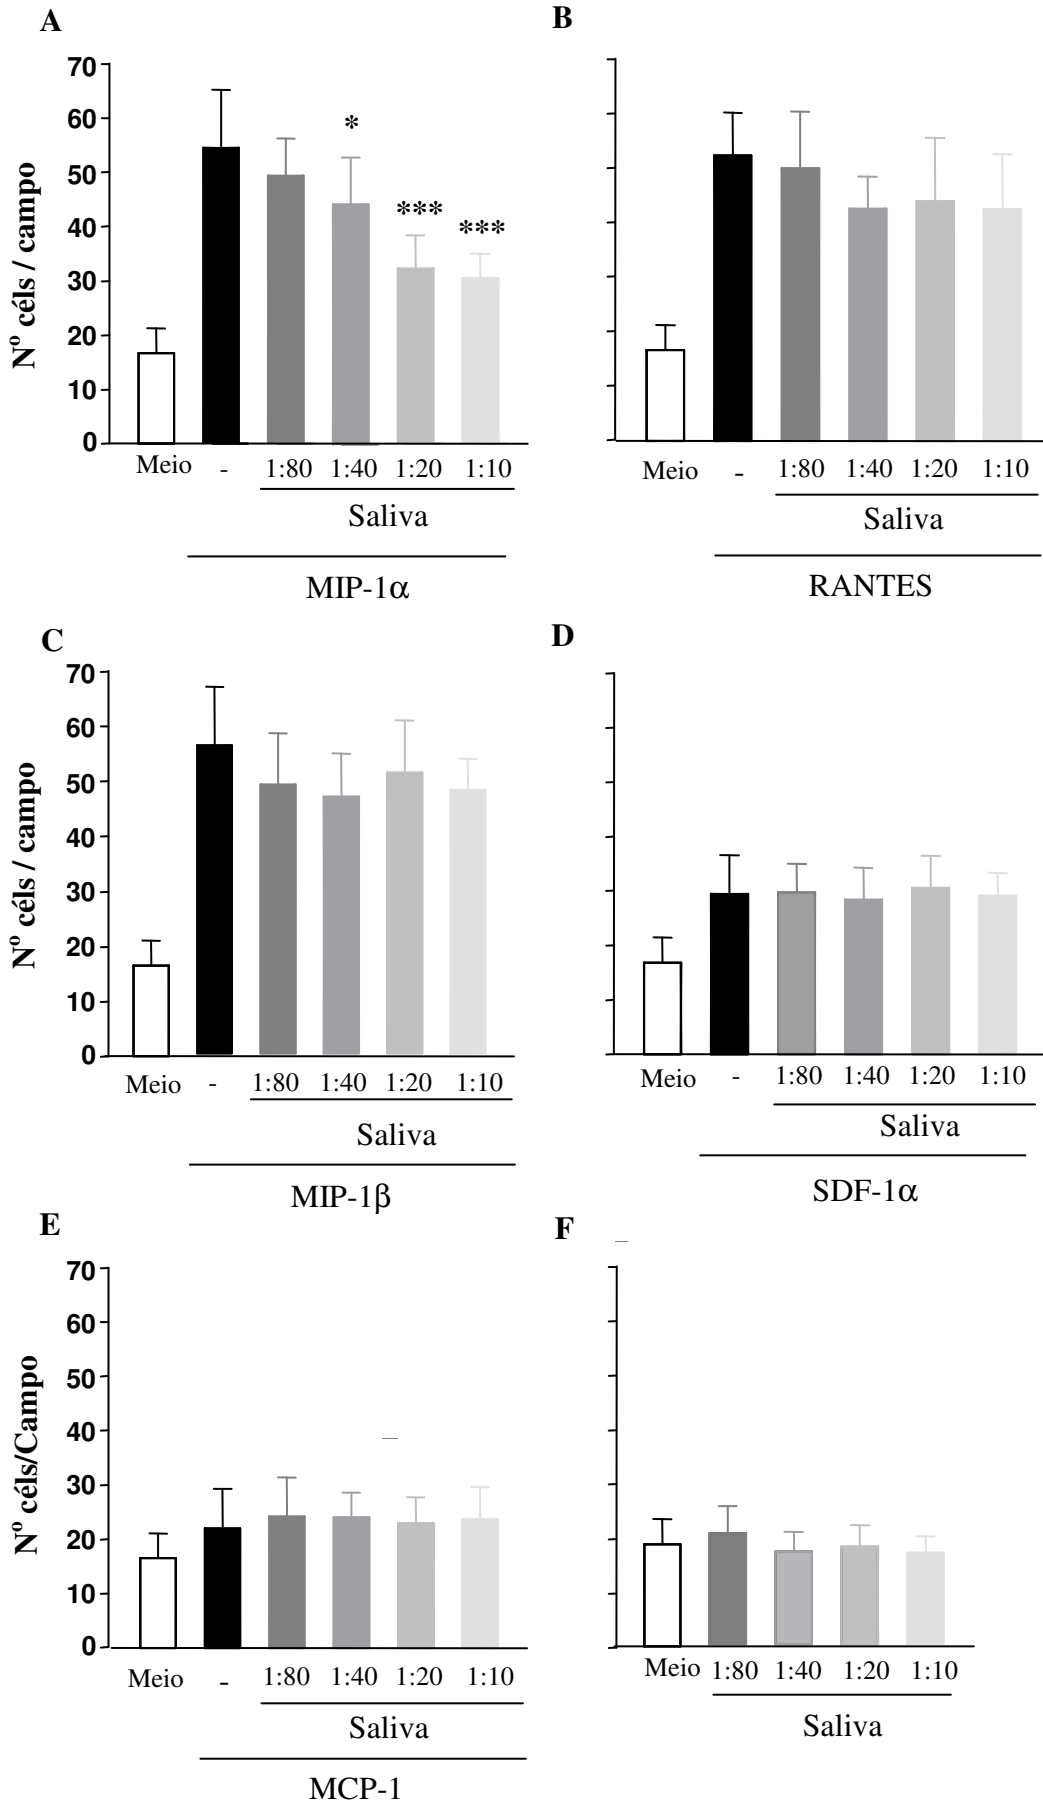 A
Nº céls / campo
70
60
50
40
30
20
10
0
*
***
***
Meio - 1:80 1:40 1:20 1:10
Saliva
MIP-1α
B
Meio - 1:80 1:40 1:20 1:10
Saliva
RANTES
C
Nº céls / campo
70
60
50
40
30
20
10
0
Meio - 1:80 1:40 1:20 1:10
Saliva
MIP-1β
D
Meio - 1:80 1:40 1:20 1:10
Saliva
SDF-1α
E
Nº céls/Campo
70
60
50
40
30
20
10
0
Meio - 1:80 1:40 1:20 1:10
Saliva
MCP-1
F
Meio 1:80 1:40 1:20 1:10
Saliva